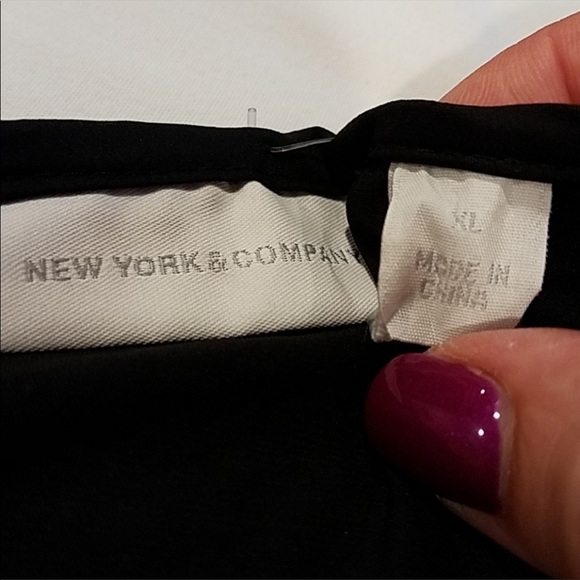 NEW YORK & COMPANY
XL
MADE IN
CHINA